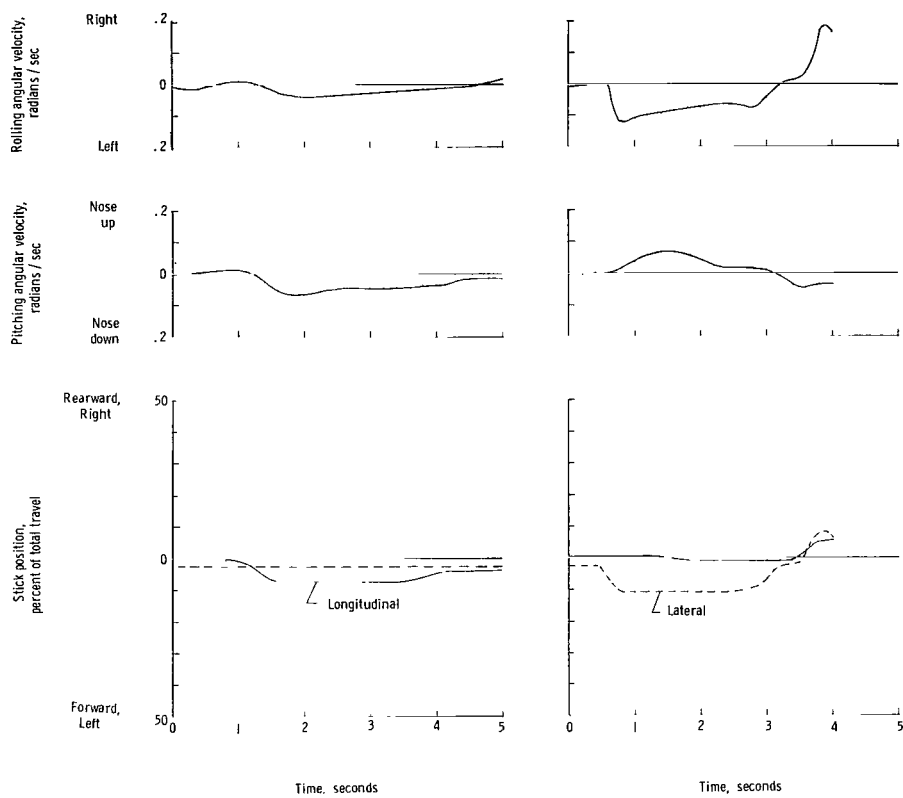 Rolling angular velocity,
radians / sec
Right
.2
0
Left
.2
Pitching angular velocity,
radians / sec
Nose
up
.2
0
Nose
down
.2
Stick position,
percent of total travel
Rearward,
Right
50
0
Longitudinal
Lateral
Forward,
Left
50
0 1 2 3 4 5
0 1 2 3 4 5
Time, seconds
Time, seconds